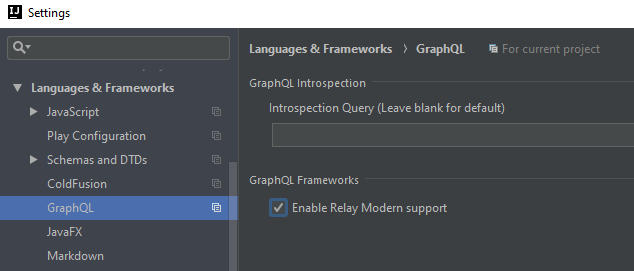 IJ Settings
Languages & Frameworks
JavaScript
Play Configuration
Schemas and DTDs
ColdFusion
GraphQL
JavaFX
Markdown
Languages & Frameworks › GraphQL For current project
GraphQL Introspection
Introspection Query (Leave blank for default)
GraphQL Frameworks
Enable Relay Modern support